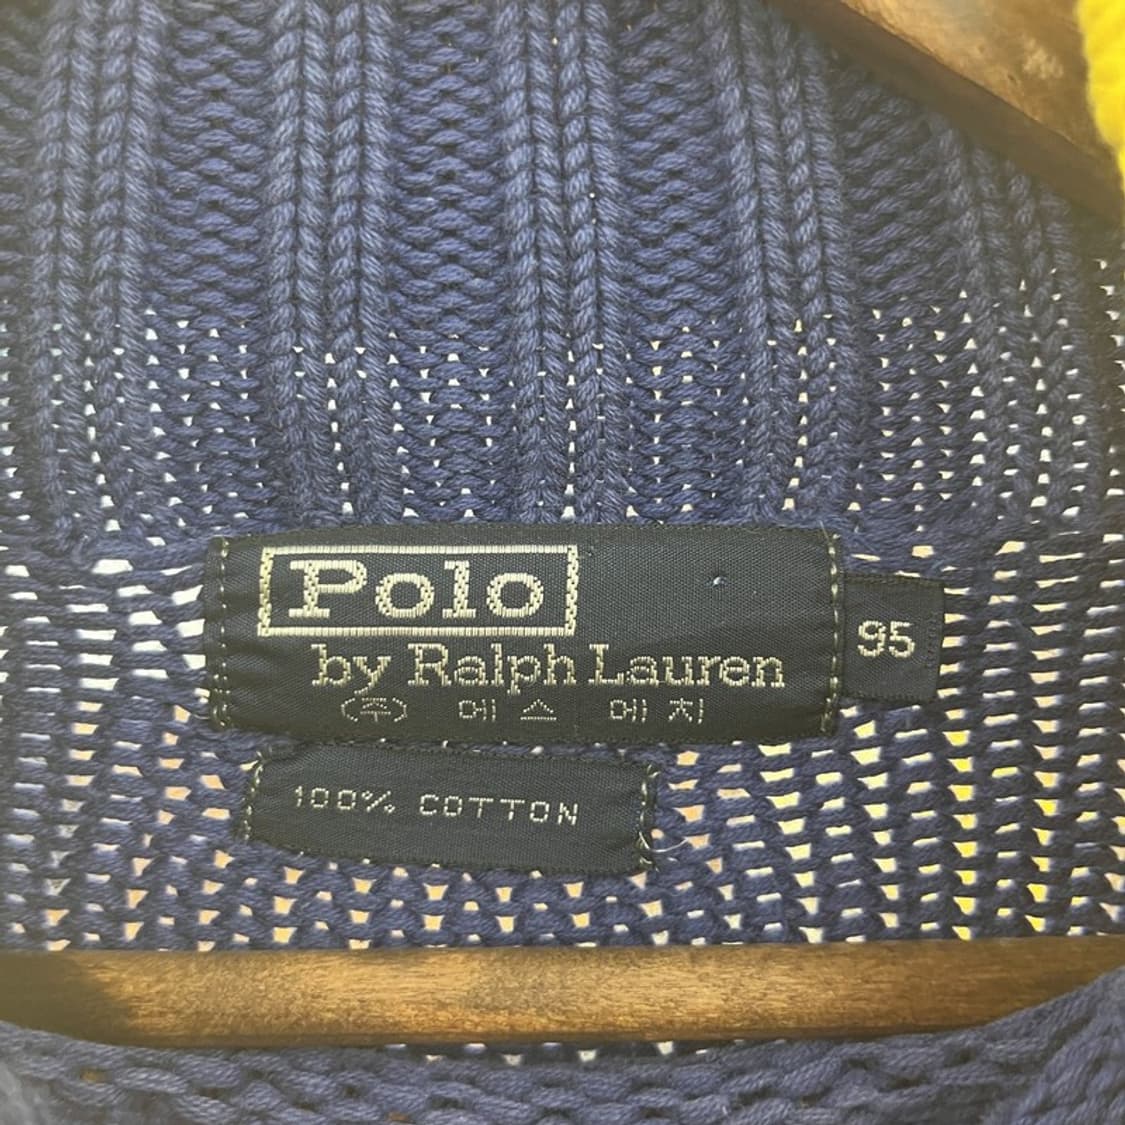 Polo
by Ralph Lauren
(주) 에스 에치
95
100% COTTON